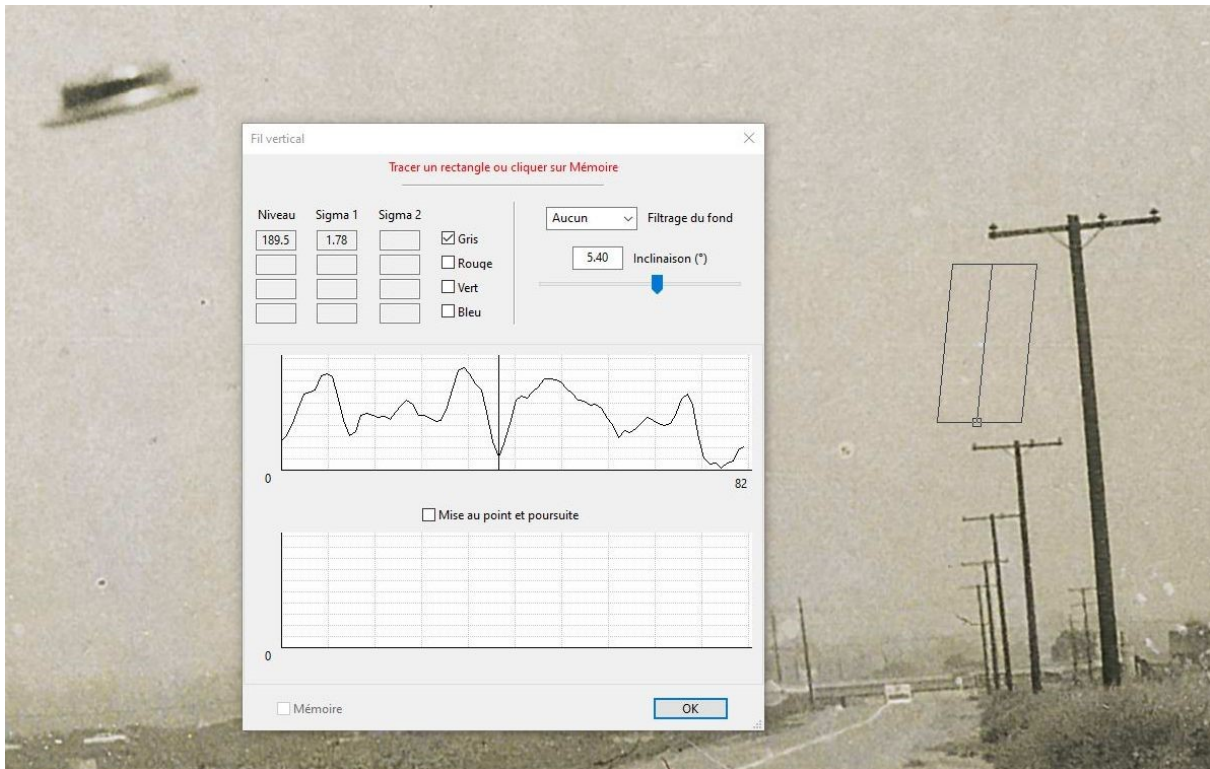 Fil vertical
Tracer un rectangle ou cliquer sur Mémoire
Niveau Sigma 1 Sigma 2
Aucun Filtrage du fond
189.5 1.78 Gris
5.40 Inclinaison (°)
Rouge
Vert
Bleu
0 82
Mise au point et poursuite
0
Mémoire OK